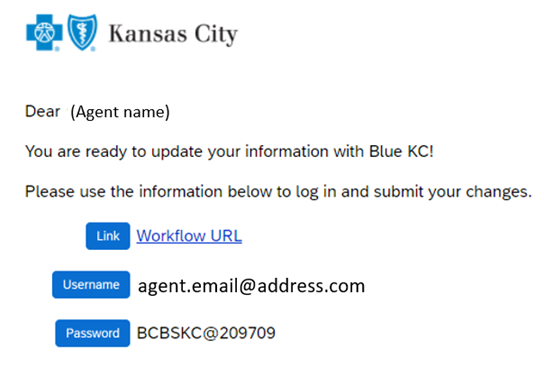 Kansas City
Dear (Agent name)
You are ready to update your information with Blue KC!
Please use the information below to log in and submit your changes.
Link Workflow URL
Username agent.email@address.com
Password BCBSKC@209709